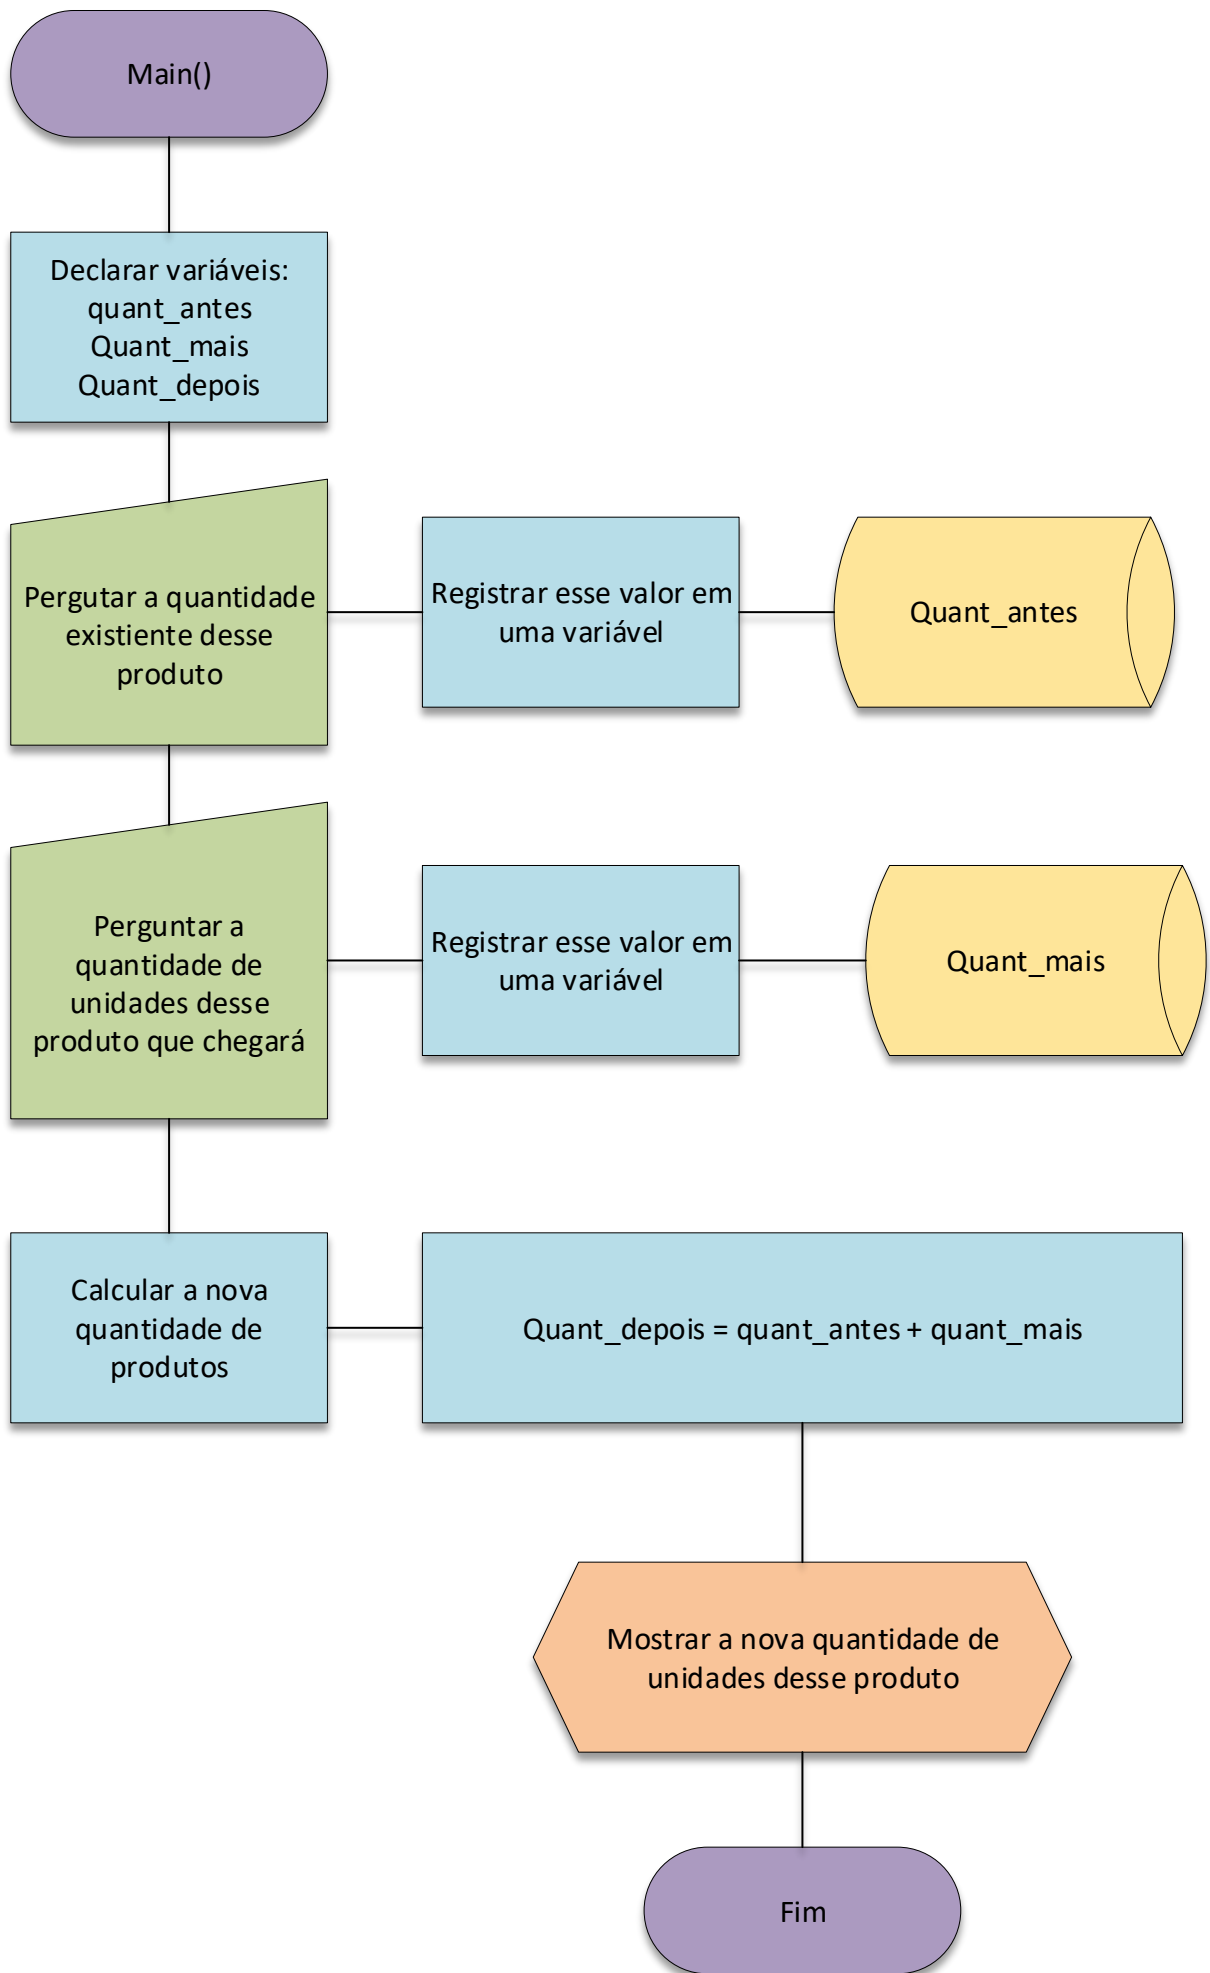 Main()
Declarar variáveis:
quant_antes
Quant_mais
Quant_depois
Pergutar a quantidade
existiente desse
produto
Registrar esse valor em
uma variável
Quant_antes
Perguntar a
quantidade de
unidades desse
produto que chegará
Registrar esse valor em
uma variável
Quant_mais
Calcular a nova
quantidade de
produtos
Quant_depois = quant_antes + quant_mais
Mostrar a nova quantidade de
unidades desse produto
Fim